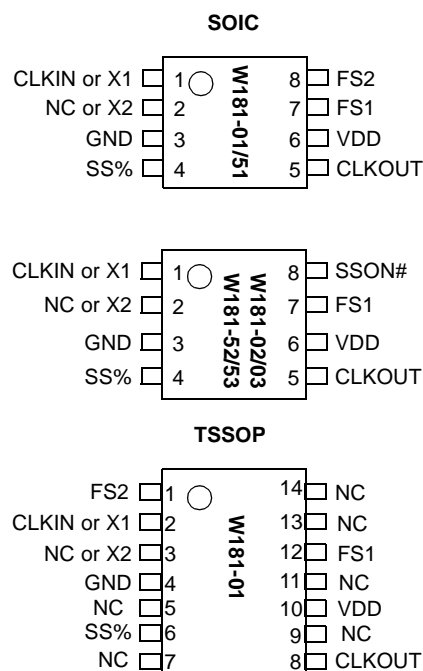 SOIC
CLKIN or X1 1 8 FS2
NC or X2 2 7 FS1
GND 3 6 VDD
SS% 4 5 CLKOUT
W181-01/51
CLKIN or X1 1 8 SSON#
NC or X2 2 7 FS1
GND 3 6 VDD
SS% 4 5 CLKOUT
W181-02/03
W181-52/53
TSSOP
FS2 1 14 NC
CLKIN or X1 2 13 NC
NC or X2 3 12 FS1
GND 4 11 NC
NC 5 10 VDD
SS% 6 9 NC
NC 7 8 CLKOUT
W181-01